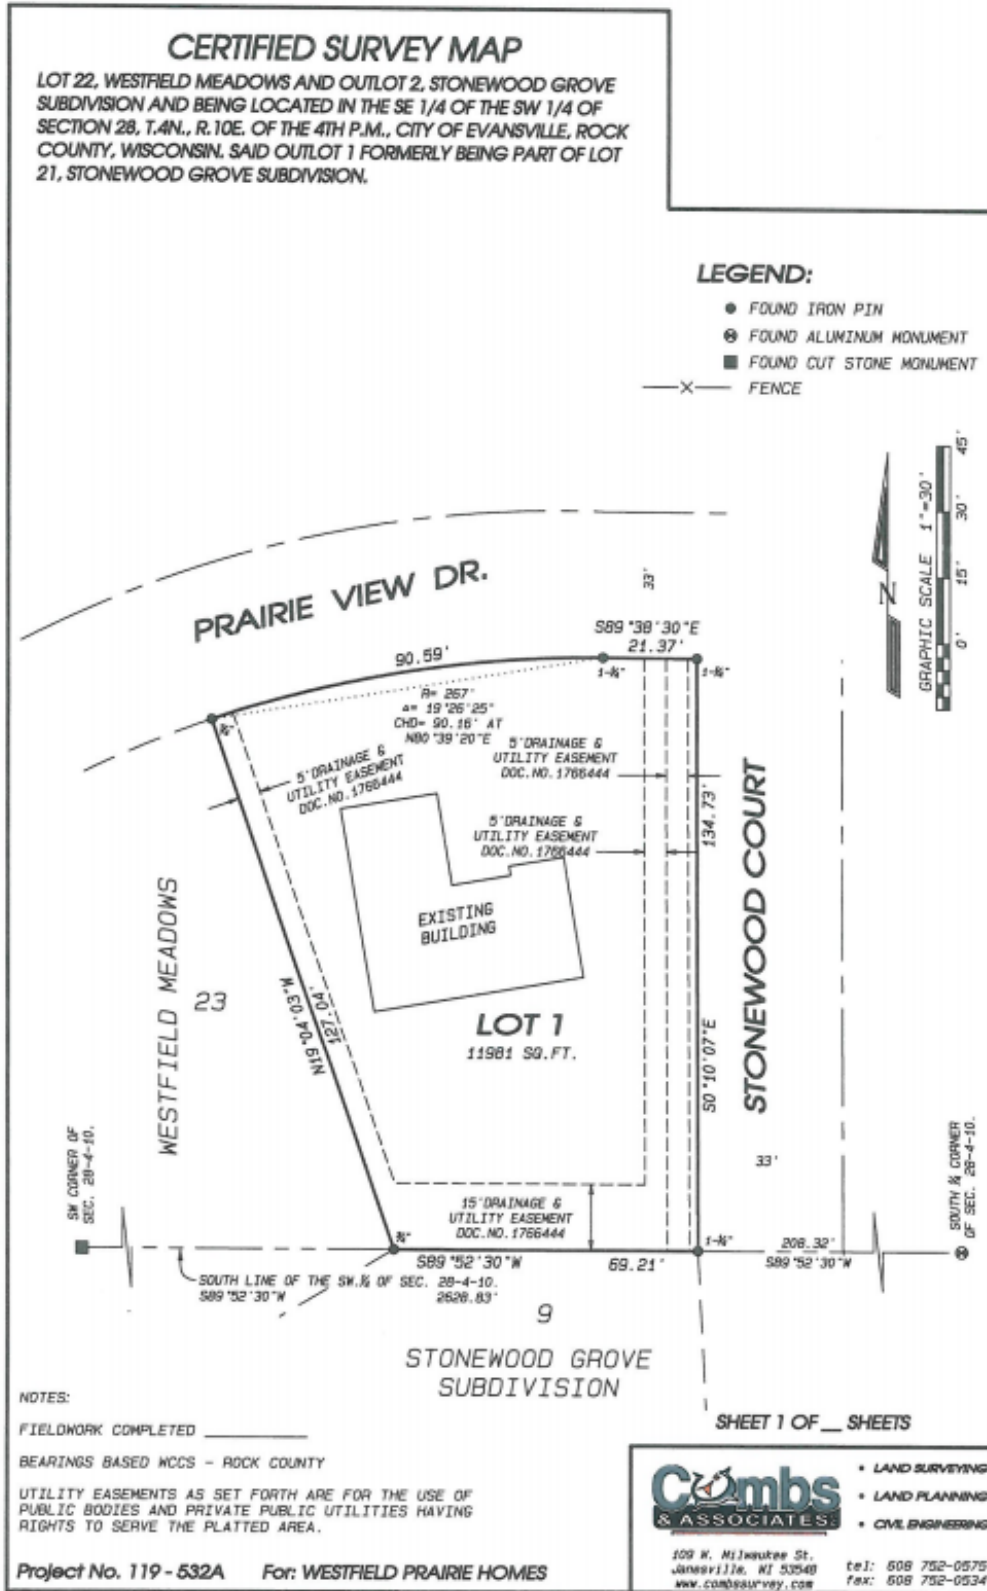 CERTIFIED SURVEY MAP
LOT 22, WESTFIELD MEADOWS AND OUTLOT 2, STONEWOOD GROVE
SUBDIVISION AND BEING LOCATED IN THE SE 1/4 OF THE SW 1/4 OF
SECTION 28, T.4N., R.10E. OF THE 4TH P.M., CITY OF EVANSVILLE, ROCK
COUNTY, WISCONSIN. SAID OUTLOT 1 FORMERLY BEING PART OF LOT
21, STONEWOOD GROVE SUBDIVISION.
LEGEND:
FOUND IRON PIN
FOUND ALUMINUM MONUMENT
FOUND CUT STONE MONUMENT
FENCE
GRAPHIC SCALE 1"=30'
0' 15' 30' 45'
N
PRAIRIE VIEW DR.
33'
S89°38'30"E
21.37'
90.59'
R= 267'
Δ= 19°26'25"
CHD= 90.16' AT
N80°39'20"E
1-¼"
1-¼"
¾"
5'DRAINAGE &
UTILITY EASEMENT
DOC.NO.1766444
5'DRAINAGE &
UTILITY EASEMENT
DOC.NO.1766444
5'DRAINAGE &
UTILITY EASEMENT
DOC.NO.1766444
134.73'
S0°10'07"E
STONEWOOD COURT
EXISTING
BUILDING
WESTFIELD MEADOWS
23
N19°04'03"W
127.04'
LOT 1
11981 SQ.FT.
33'
SW CORNER OF
SEC. 28-4-10.
SOUTH ¼ CORNER
OF SEC. 28-4-10.
15'DRAINAGE &
UTILITY EASEMENT
DOC.NO.1766444
¾"
1-¼"
S89°52'30"W
69.21'
208.32'
S89°52'30"W
SOUTH LINE OF THE SW.¼ OF SEC. 28-4-10.
S89°52'30"W 2628.83'
9
STONEWOOD GROVE
SUBDIVISION
NOTES:
FIELDWORK COMPLETED
BEARINGS BASED WCCS - ROCK COUNTY
UTILITY EASEMENTS AS SET FORTH ARE FOR THE USE OF
PUBLIC BODIES AND PRIVATE PUBLIC UTILITIES HAVING
RIGHTS TO SERVE THE PLATTED AREA.
Project No. 119 - 532A For: WESTFIELD PRAIRIE HOMES
SHEET 1 OF __ SHEETS
Combs
& ASSOCIATES
• LAND SURVEYING
• LAND PLANNING
• CIVIL ENGINEERING
109 W. Milwaukee St.
Janesville, WI 53548
www.combssurvey.com
tel: 608 752-0575
fax: 608 752-0534